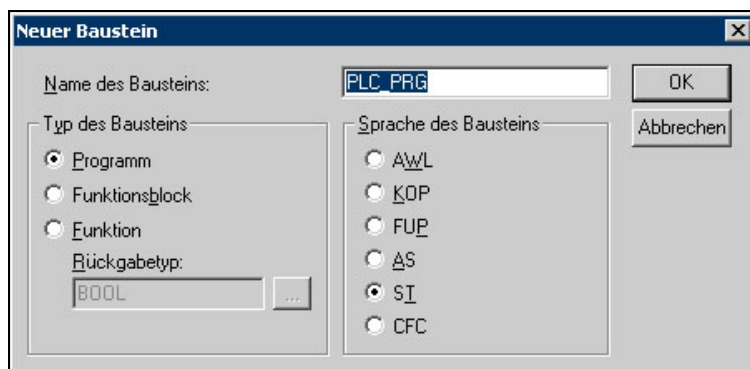 Neuer Baustein
Name des Bausteins:
PLC_PRG
OK
Abbrechen
Typ des Bausteins
Programm
Funktionsblock
Funktion
Rückgabetyp:
BOOL
...
Sprache des Bausteins
AWL
KOP
FUP
AS
ST
CFC